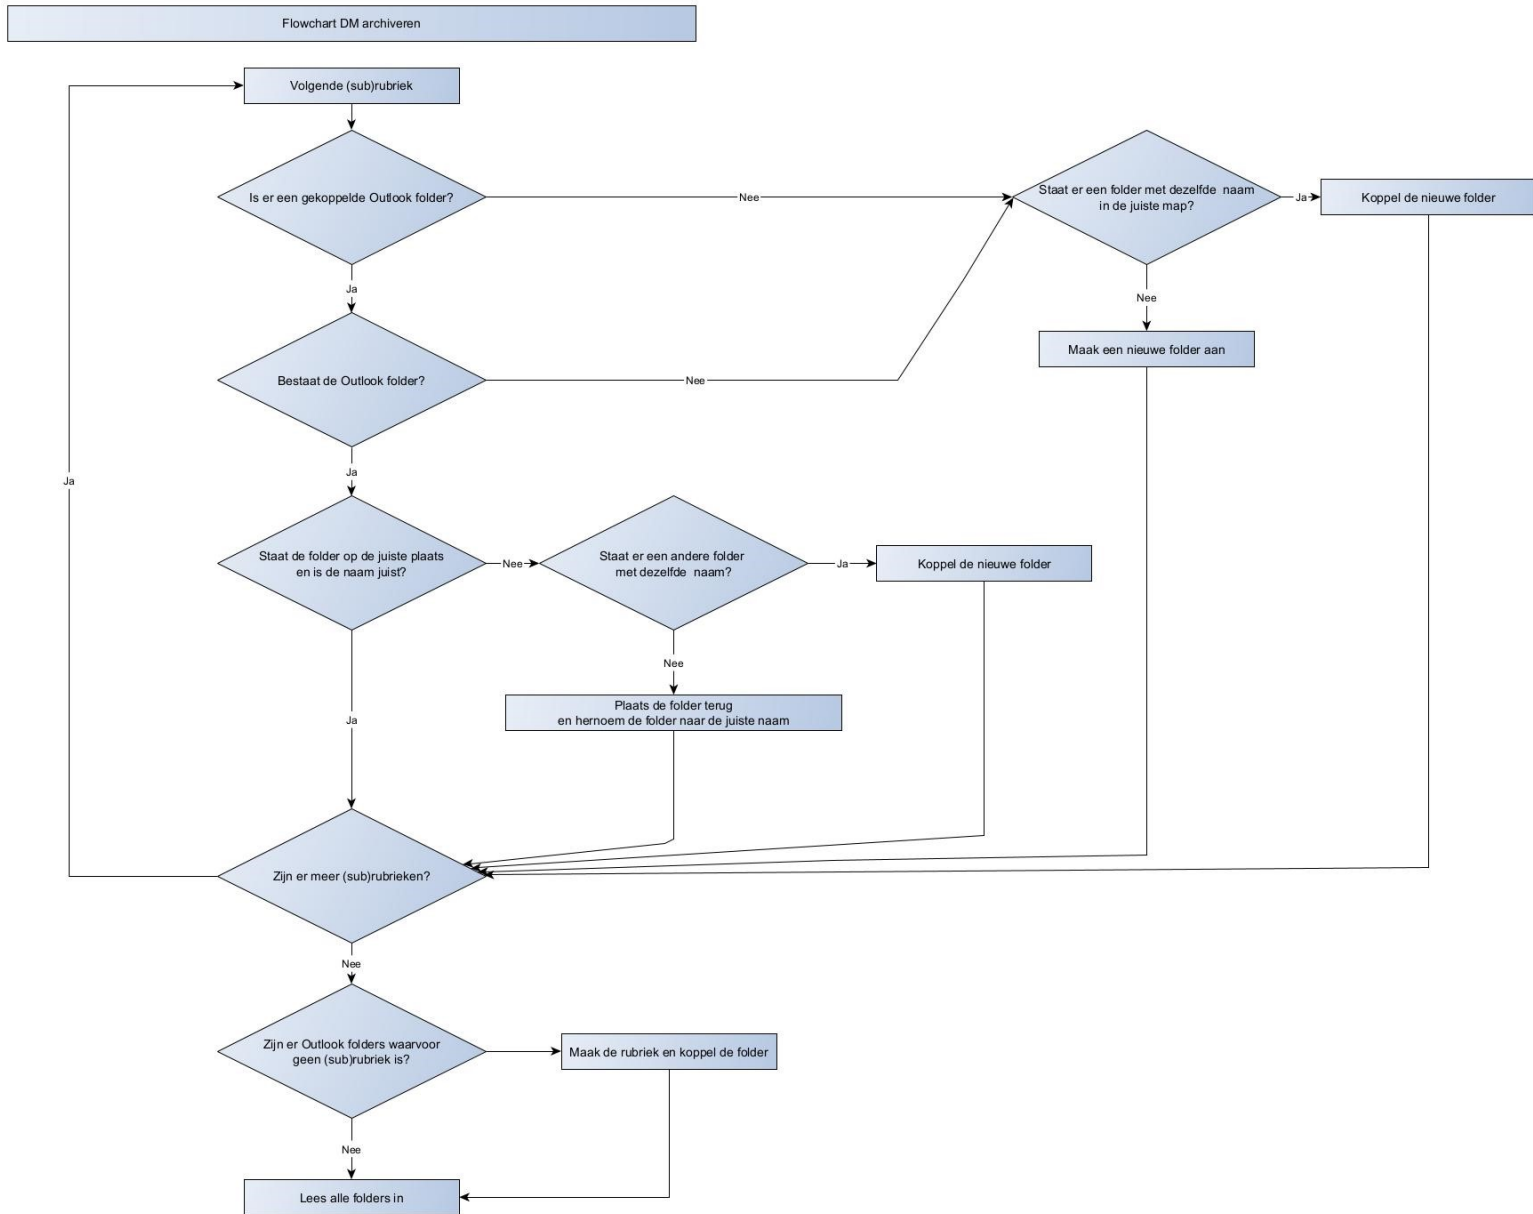 Flowchart DM archiveren
Volgende (sub)rubriek
Is er een gekoppelde Outlook folder?
Nee
Staat er een folder met dezelfde naam
in de juiste map?
Ja
Koppel de nieuwe folder
Ja
Nee
Bestaat de Outlook folder?
Nee
Maak een nieuwe folder aan
Ja
Ja
Staat de folder op de juiste plaats
en is de naam juist?
Nee
Staat er een andere folder
met dezelfde naam?
Ja
Koppel de nieuwe folder
Nee
Ja
Plaats de folder terug
en hernoem de folder naar de juiste naam
Zijn er meer (sub)rubrieken?
Nee
Zijn er Outlook folders waarvoor
geen (sub)rubriek is?
Maak de rubriek en koppel de folder
Nee
Lees alle folders in